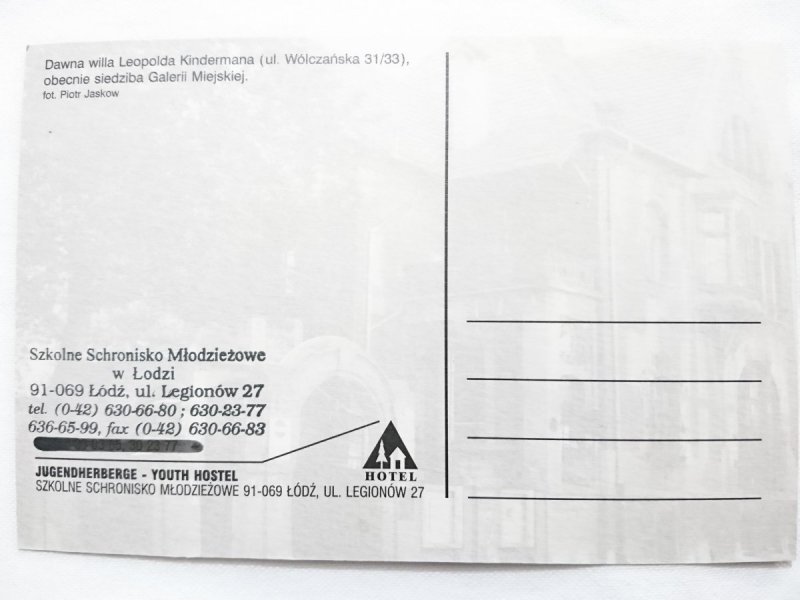 Dawna willa Leopolda Kindermana (ul. Wólczańska 31/33),
obecnie siedziba Galerii Miejskiej.
fot. Piotr Jaskow
Szkolne Schronisko Młodzieżowe
w Łodzi
91-069 Łódź, ul. Legionów 27
tel. (0-42) 630-66-80 ; 630-23-77
636-65-99, fax (0-42) 630-66-83
HOTEL
JUGENDHERBERGE - YOUTH HOSTEL
SZKOLNE SCHRONISKO MŁODZIEŻOWE 91-069 ŁÓDŹ, UL. LEGIONÓW 27